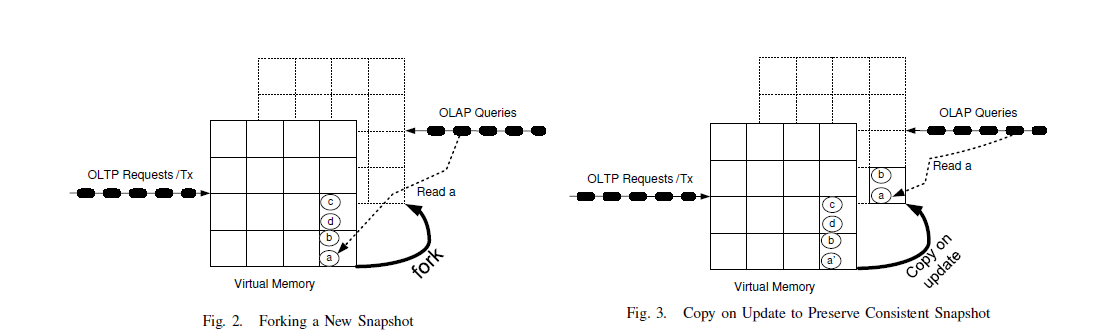 OLAP Queries
OLTP Requests /Tx
Read a
c
d
b
a
fork
Virtual Memory
Fig. 2. Forking a New Snapshot
OLAP Queries
OLTP Requests /Tx
Read a
b
a
c
d
b
a'
Copy on
update
Virtual Memory
Fig. 3. Copy on Update to Preserve Consistent Snapshot